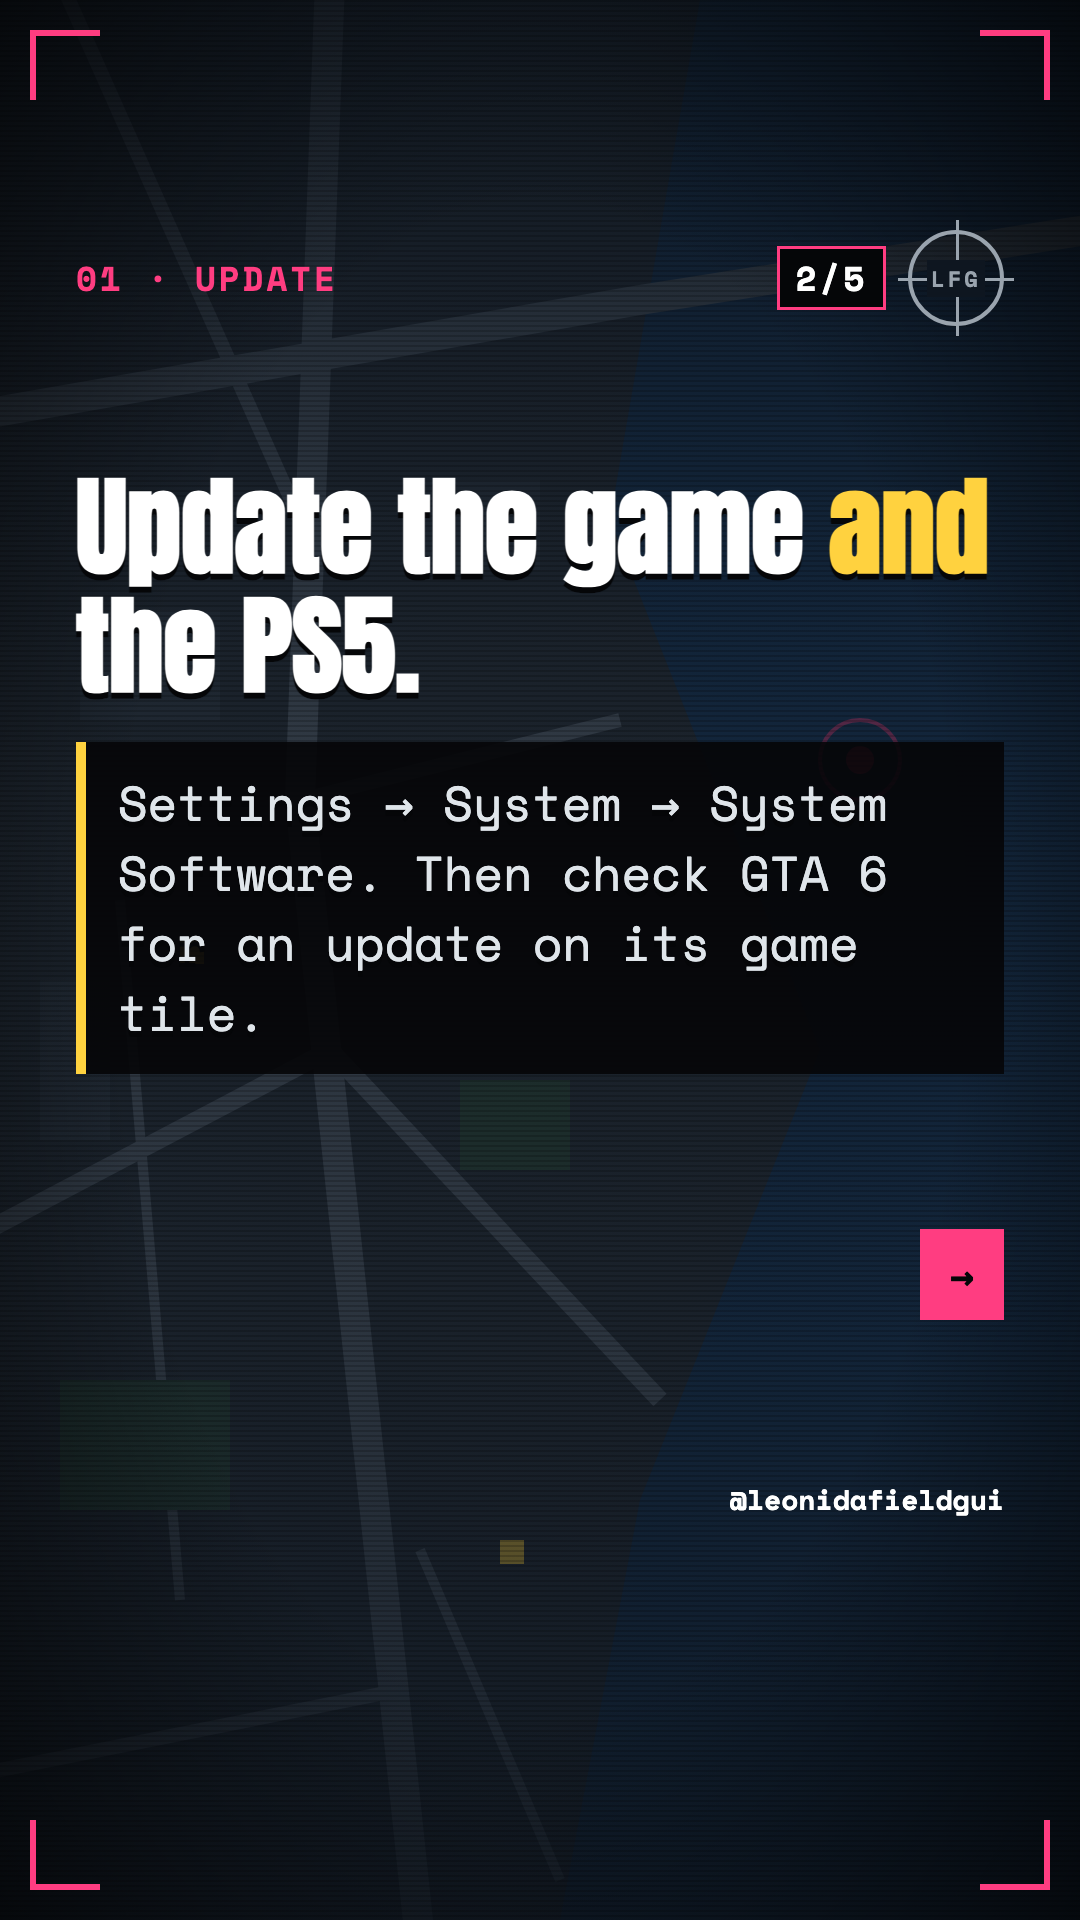 01 · UPDATE
2/5
LFG
Update the game and
the PS5.
Settings → System → System
Software. Then check GTA 6
for an update on its game
tile.
→
@leonidafieldgui